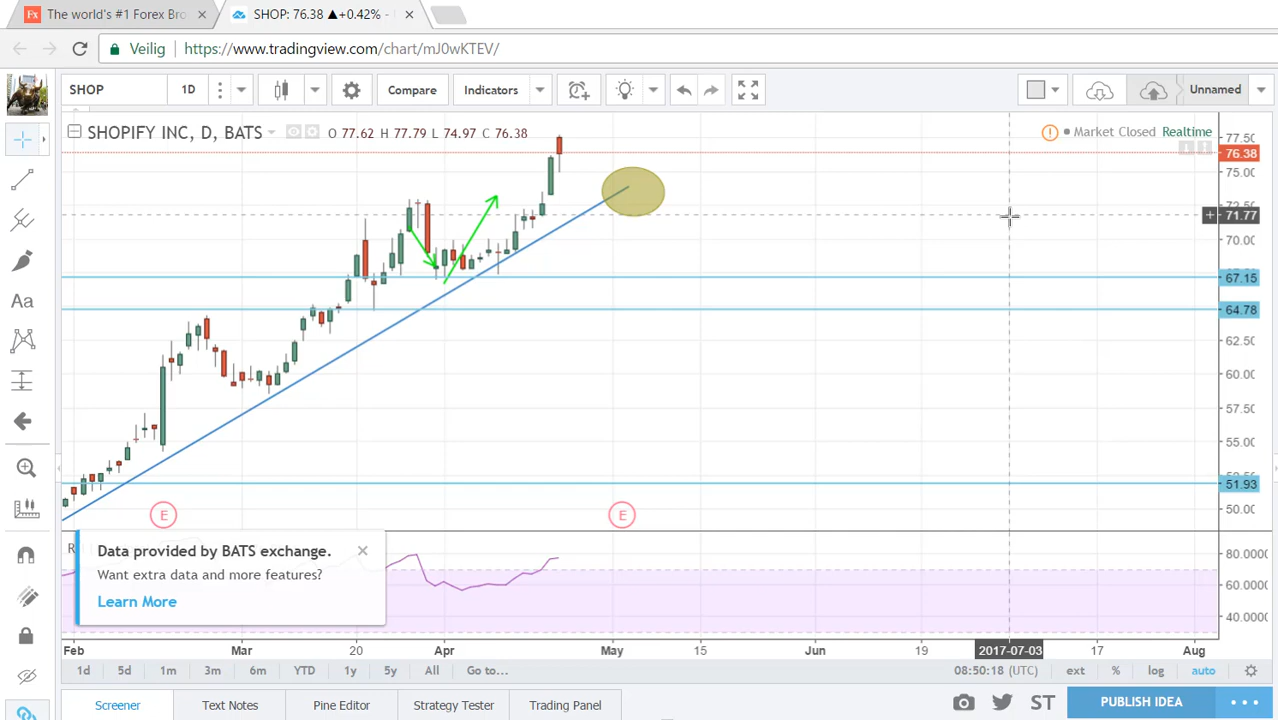 The world's #1 Forex Bro
SHOP: 76.38 ▲+0.42% -
Veilig https://www.tradingview.com/chart/mJ0wKTEV/
SHOP 1D Compare Indicators Unnamed
SHOPIFY INC, D, BATS O 77.62 H 77.79 L 74.97 C 76.38 Market Closed Realtime
77.50
76.38
75.00
72.50
71.77
70.00
67.15
64.78
62.50
60.00
57.50
55.00
51.93
50.00
E E
80.0000
60.0000
40.0000
Data provided by BATS exchange.
Want extra data and more features?
Learn More
Feb Mar 20 Apr May 15 Jun 19 2017-07-03 17 Aug
1d 5d 1m 3m 6m YTD 1y 5y All Go to... 08:50:18 (UTC) ext % log auto
Screener Text Notes Pine Editor Strategy Tester Trading Panel ST PUBLISH IDEA
Aa